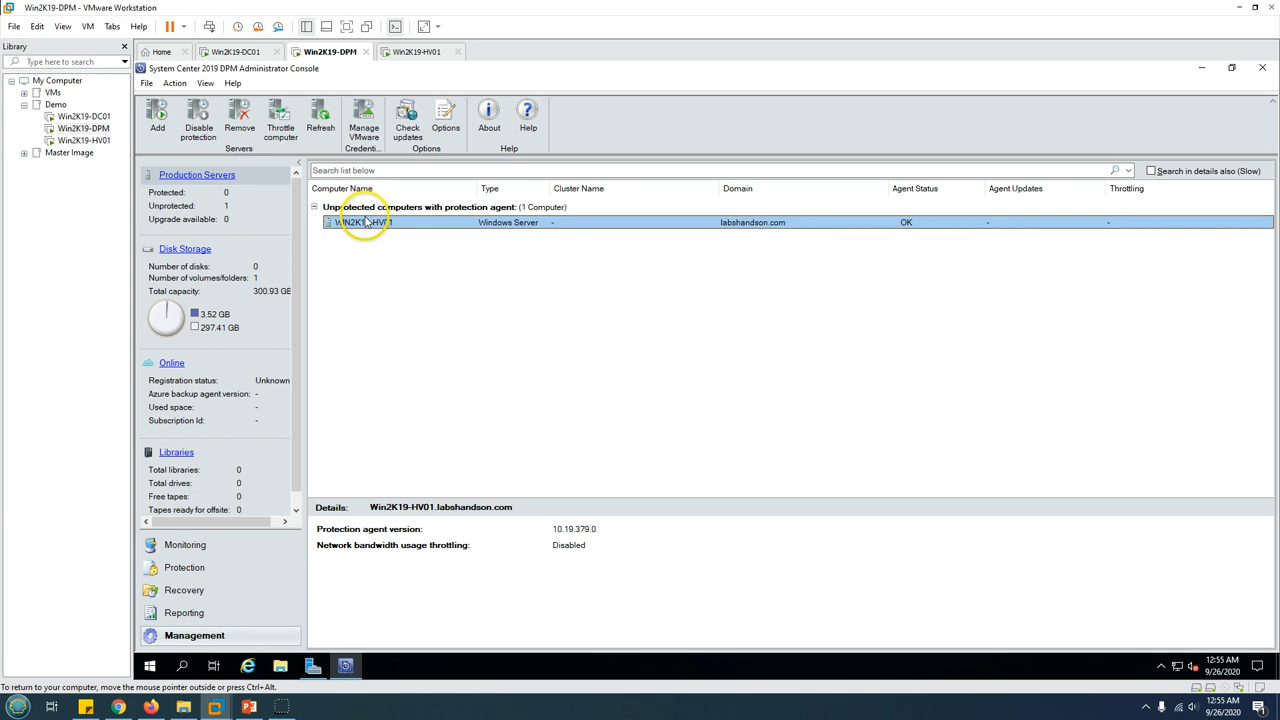 Win2K19-DPM - VMware Workstation
File Edit View VM Tabs Help
Library
Type here to search
My Computer
VMs
Demo
Win2K19-DC01
Win2K19-DPM
Win2K19-HV01
Master Image
Home Win2K19-DC01 Win2K19-DPM Win2K19-HV01
System Center 2019 DPM Administrator Console
File Action View Help
Add
Disable protection
Remove
Throttle computer
Refresh
Manage VMware
Check updates
Options
About
Help
Servers Credenti... Options Help
Production Servers
Protected: 0
Unprotected: 1
Upgrade available: 0
Disk Storage
Number of disks: 0
Number of volumes/folders: 1
Total capacity: 300.93 GE
3.52 GB
297.41 GB
Online
Registration status: Unknown
Azure backup agent version: -
Used space: -
Subscription Id: -
Libraries
Total libraries: 0
Total drives: 0
Free tapes: 0
Tapes ready for offsite: 0
Monitoring
Protection
Recovery
Reporting
Management
Search list below
Search in details also (Slow)
Computer Name Type Cluster Name Domain Agent Status Agent Updates Throttling
Unprotected computers with protection agent: (1 Computer)
WIN2K19-HV01 Windows Server - labshandson.com OK - -
Details: Win2K19-HV01.labshandson.com
Protection agent version: 10.19.379.0
Network bandwidth usage throttling: Disabled
12:55 AM
9/26/2020
To return to your computer, move the mouse pointer outside or press Ctrl+Alt.
12:55 AM
9/26/2020